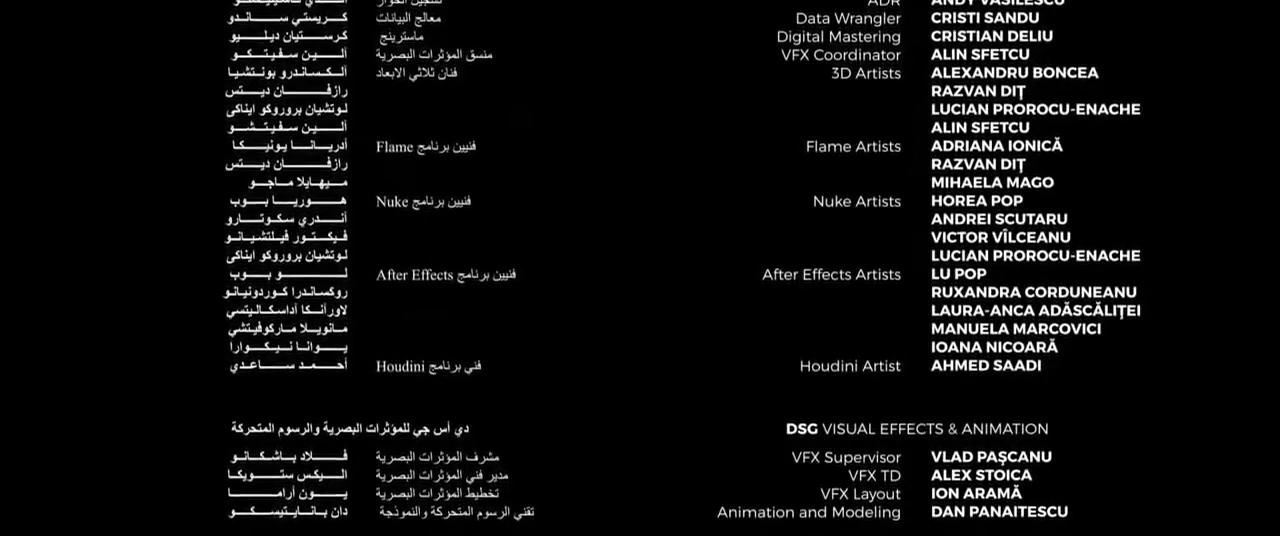 ADR ANDY VASILESCU
كريستي ساندو معالج البيانات Data Wrangler CRISTI SANDU
كرستيان ديليو ماسترينج Digital Mastering CRISTIAN DELIU
ألين سفيتكو منسق المؤثرات البصرية VFX Coordinator ALIN SFETCU
ألكساندرو بونتشيا فنان ثلاثي الابعاد 3D Artists ALEXANDRU BONCEA
رازفان ديتس RAZVAN DIȚ
لوتشيان بروروكو ايناكى LUCIAN PROROCU-ENACHE
ألين سفيتشو ALIN SFETCU
أدريانا يونيكا فنيين برنامج Flame Flame Artists ADRIANA IONICĂ
رازفان ديتس RAZVAN DIȚ
ميهايلا ماجو MIHAELA MAGO
هوريا بوب فنيين برنامج Nuke Nuke Artists HOREA POP
أندري سكوتارو ANDREI SCUTARU
فيكتور فيلتشيانو VICTOR VÎLCEANU
لوتشيان بروروكو ايناكى LUCIAN PROROCU-ENACHE
لو بوب فنيين برنامج After Effects After Effects Artists LU POP
روكساندرا كوردونيانو RUXANDRA CORDUNEANU
لاورأنكا أداسكاليتسي LAURA-ANCA ADĂSCĂLIȚEI
مانويلا ماركوفيتشي MANUELA MARCOVICI
يوانا نيكوارا IOANA NICOARĂ
أحمد ساعدي فني برنامج Houdini Houdini Artist AHMED SAADI
دي أس جي للمؤثرات البصرية والرسوم المتحركة DSG VISUAL EFFECTS & ANIMATION
فلاد باشكانو مشرف المؤثرات البصرية VFX Supervisor VLAD PAȘCANU
اليكس ستويكا مدير فني المؤثرات البصرية VFX TD ALEX STOICA
يون أراما تخطيط المؤثرات البصرية VFX Layout ION ARAMĂ
دان بانايتيسكو تقني الرسوم المتحركة والنموذجة Animation and Modeling DAN PANAITESCU